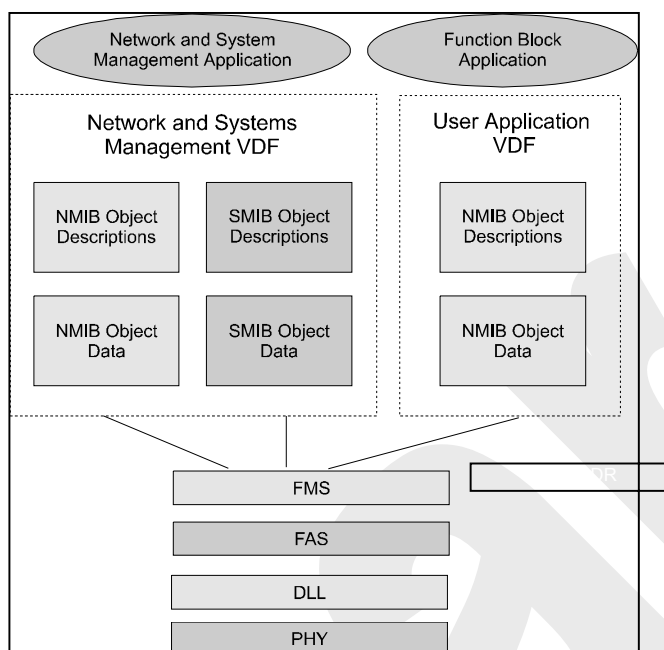 Network and System
Management Application
Function Block
Application
Network and Systems
Management VDF
User Application
VDF
NMIB Object
Descriptions
SMIB Object
Descriptions
NMIB Object
Descriptions
NMIB Object
Data
SMIB Object
Data
NMIB Object
Data
FMS
FAS
DLL
PHY